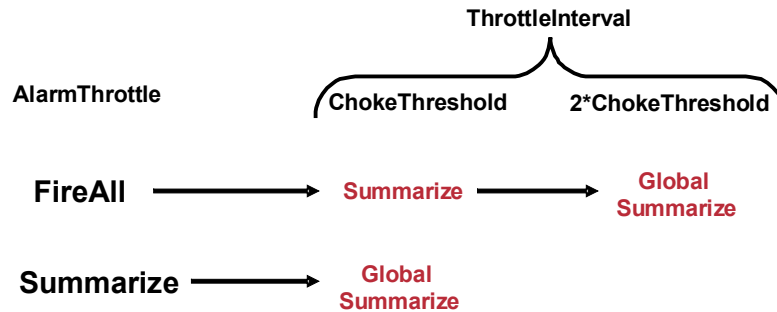 ThrottleInterval
AlarmThrottle
ChokeThreshold 2*ChokeThreshold
FireAll Summarize Global
Summarize
Summarize Global
Summarize